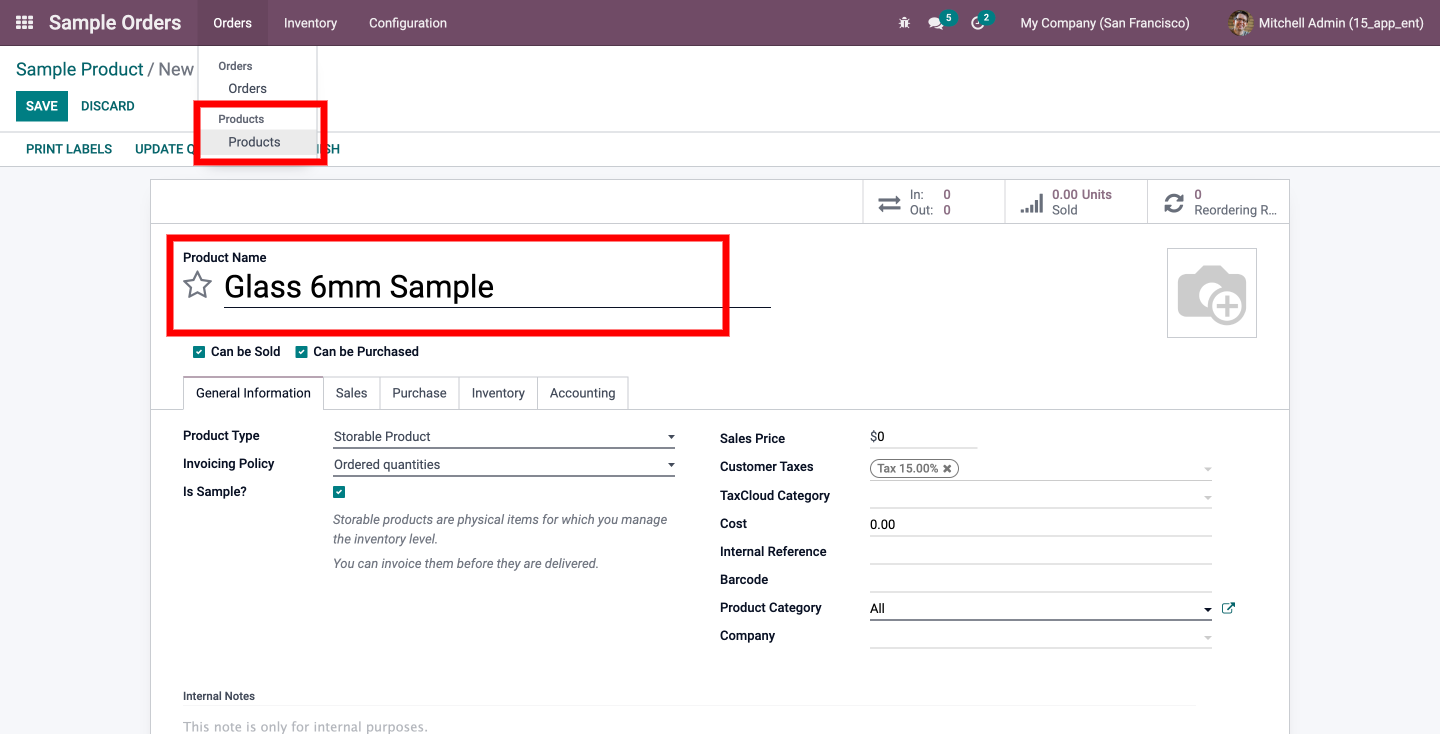 Sample Orders Orders Inventory Configuration 5 2 My Company (San Francisco) Mitchell Admin (15_app_ent)
Sample Product / New
Orders
Orders
SAVE DISCARD
Products
Products
PRINT LABELS UPDATE
In: 0
Out: 0
0.00 Units
Sold
0
Reordering R...
Product Name
Glass 6mm Sample
Can be Sold Can be Purchased
General Information Sales Purchase Inventory Accounting
Product Type Storable Product
Invoicing Policy Ordered quantities
Is Sample?
Storable products are physical items for which you manage
the inventory level.
You can invoice them before they are delivered.
Sales Price $0
Customer Taxes Tax 15.00% ✖
TaxCloud Category
Cost 0.00
Internal Reference
Barcode
Product Category All
Company
Internal Notes
This note is only for internal purposes.